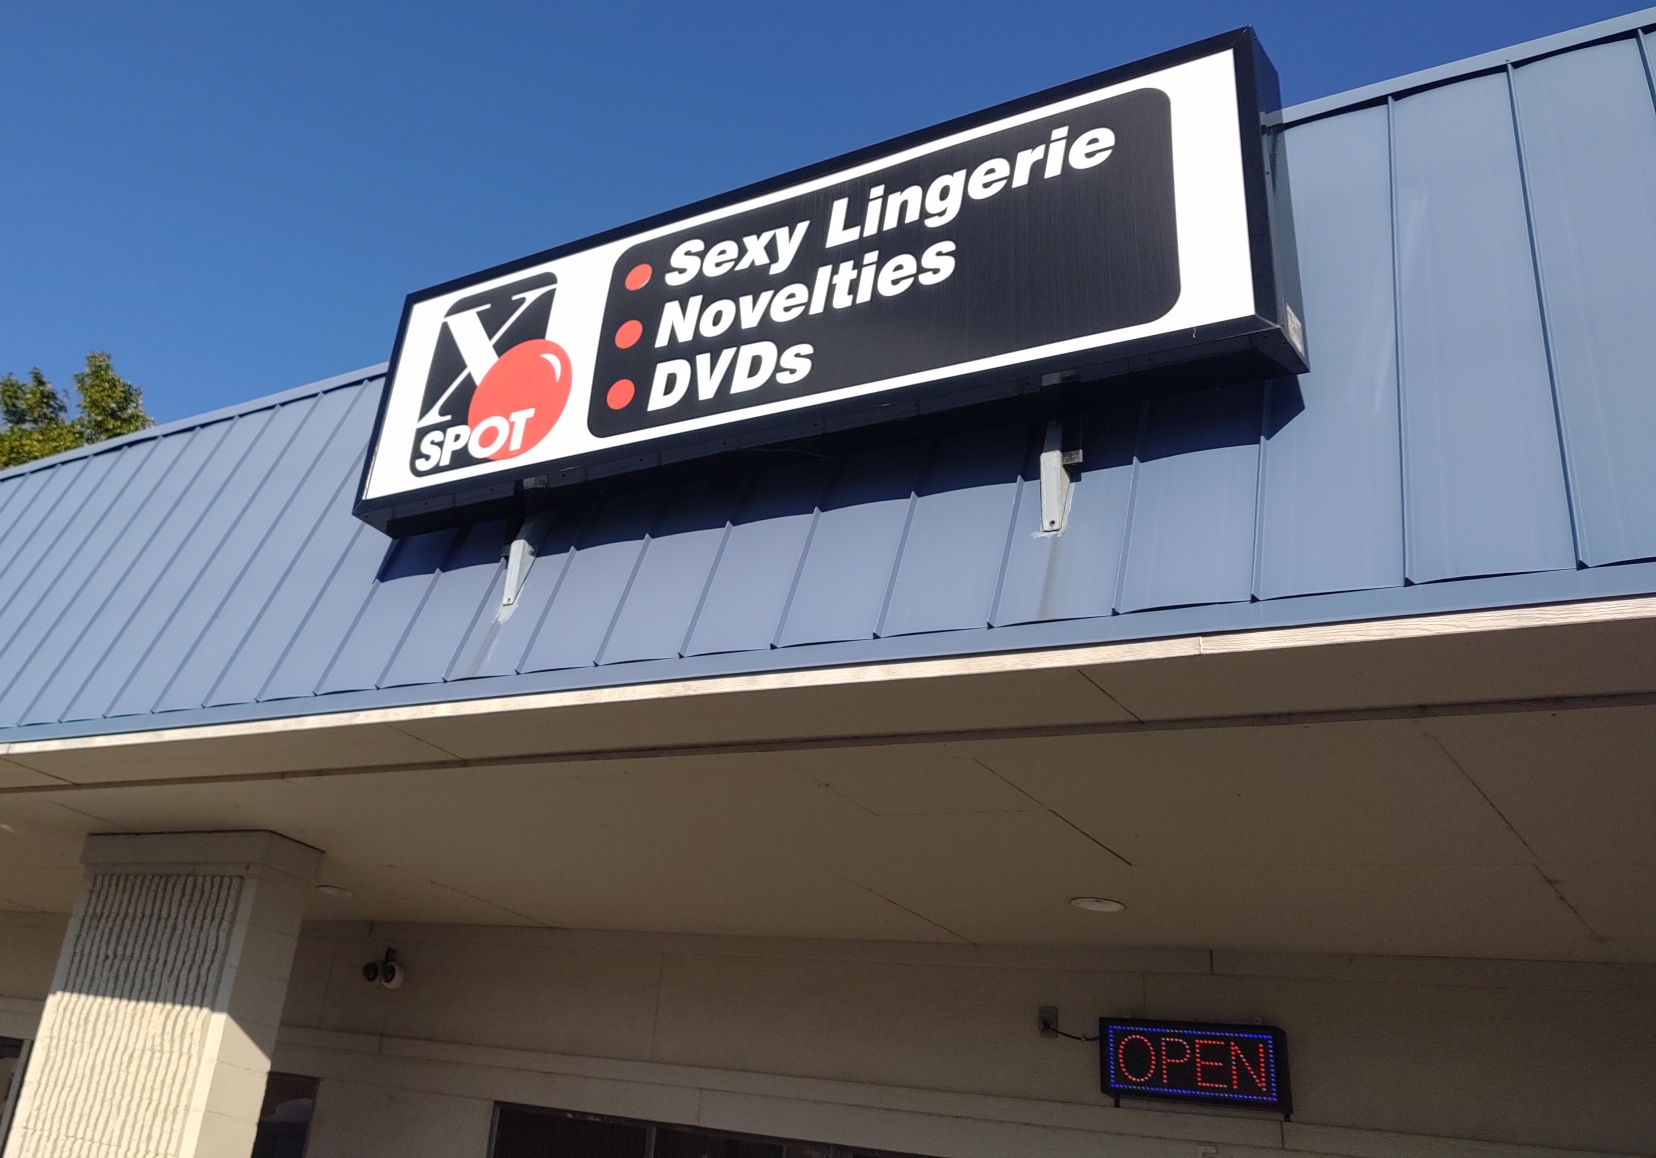 X
SPOT
Sexy Lingerie
Novelties
DVDs
OPEN